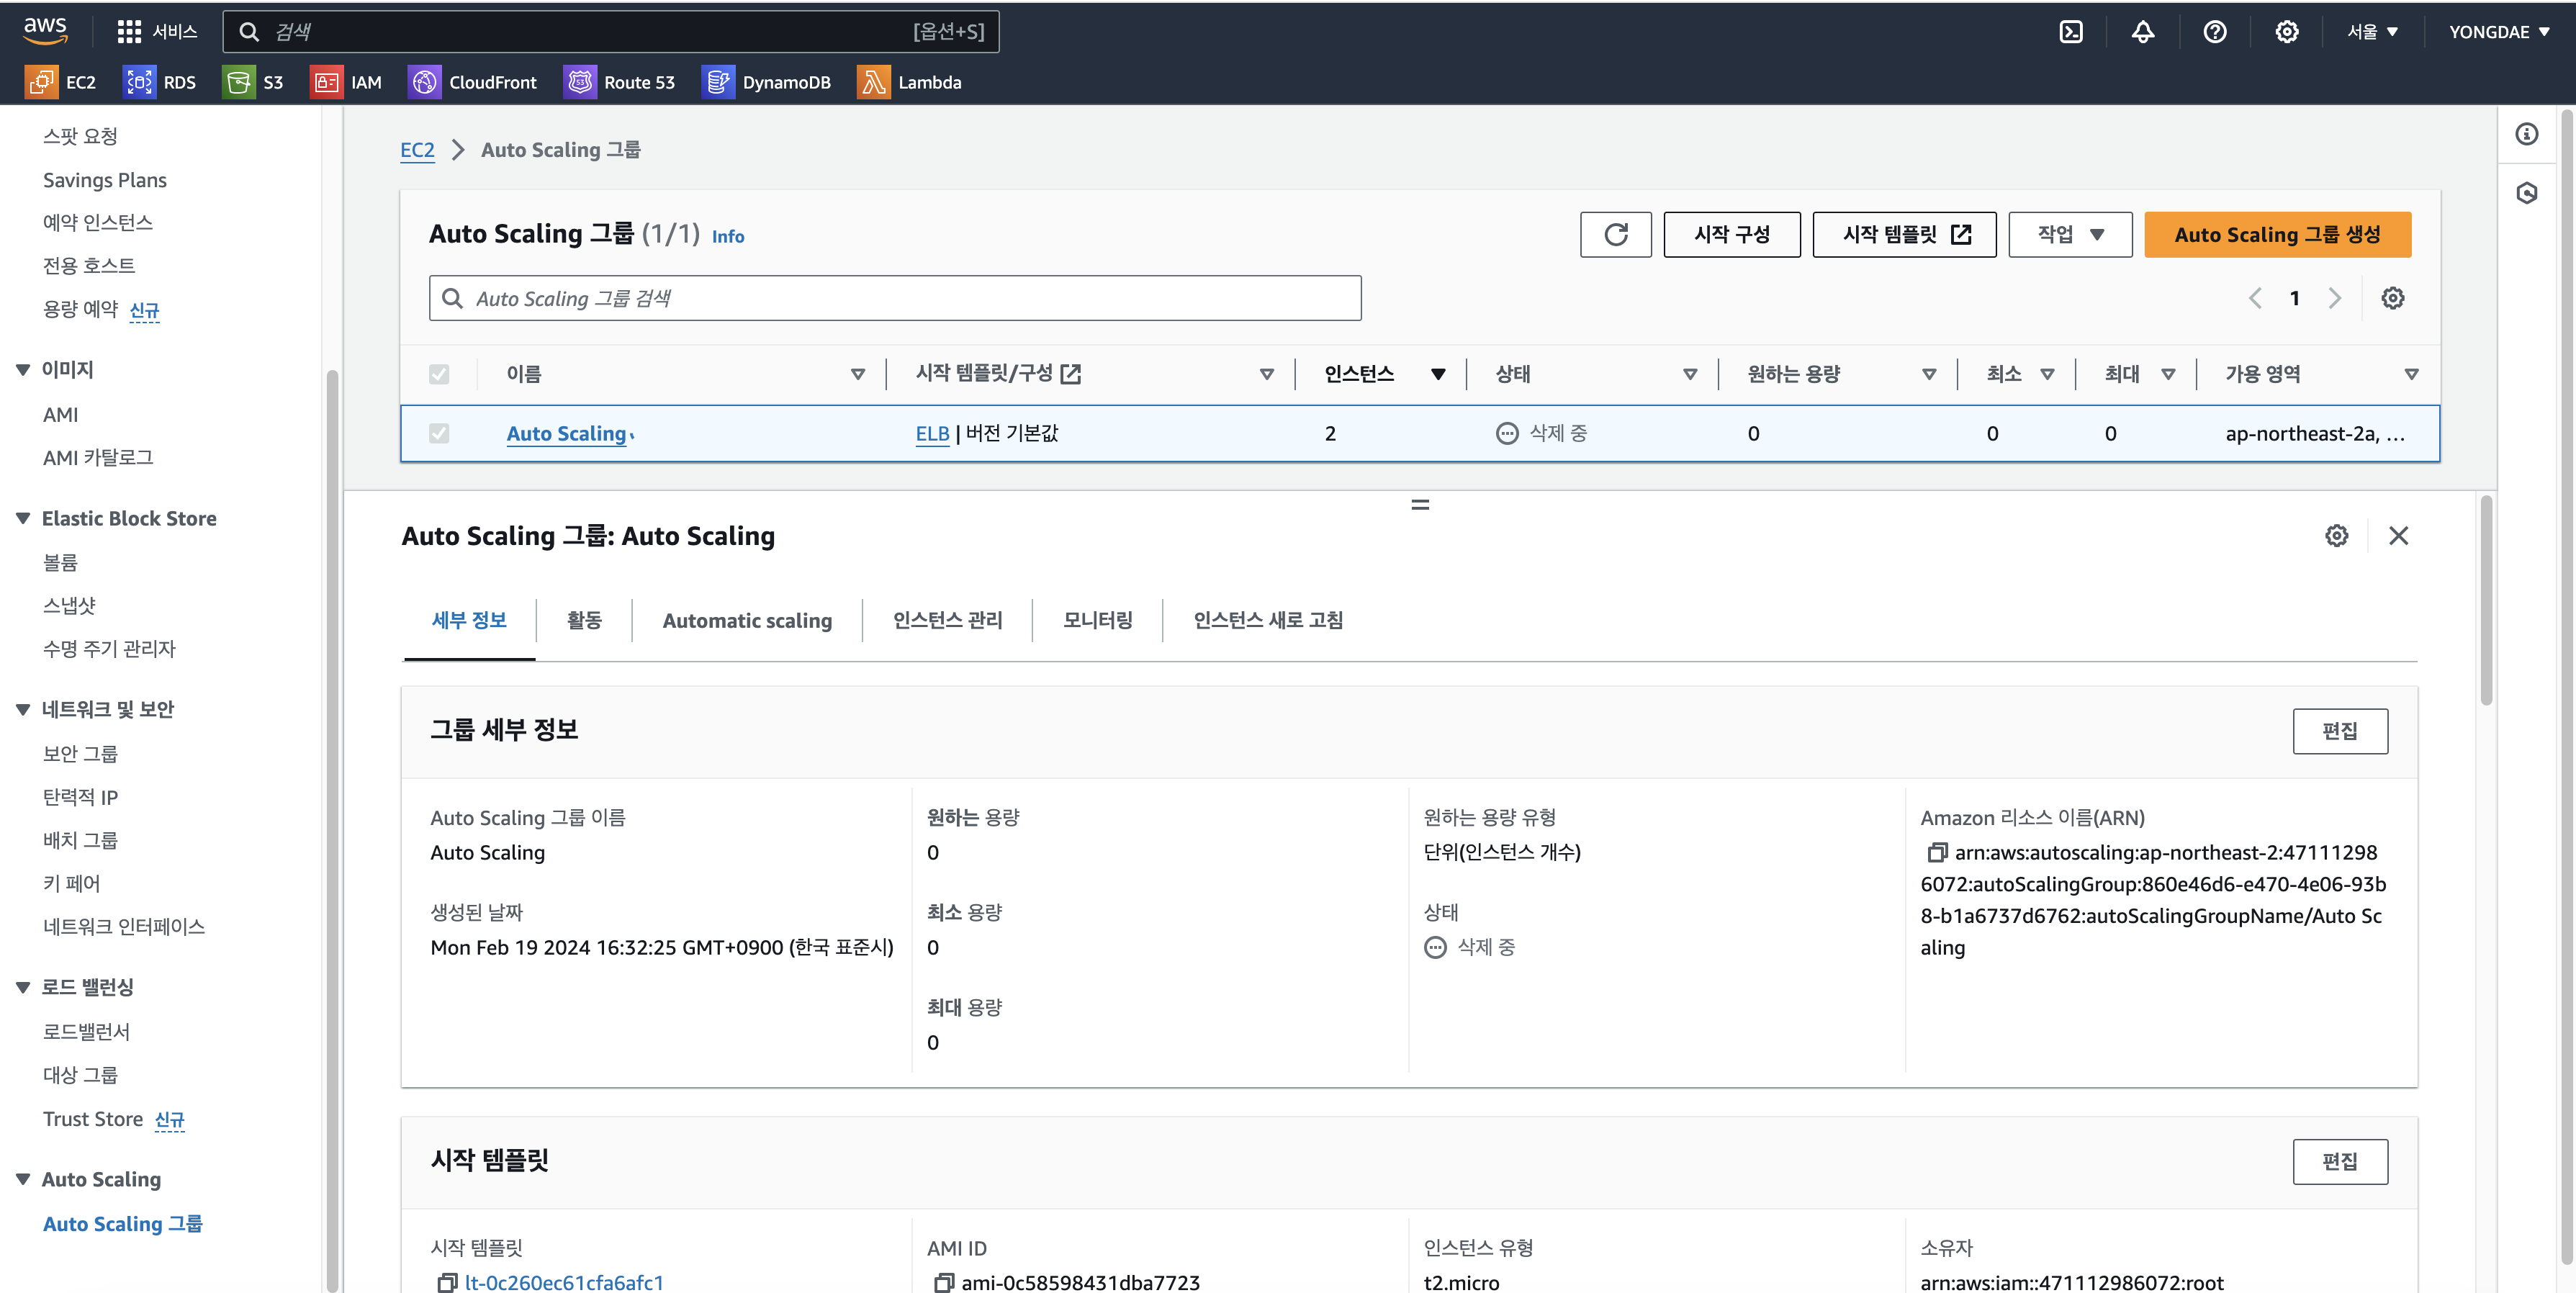 aws 서비스 검색 [옵션+S] 서울 ▼ YONGDAE ▼
EC2 RDS S3 IAM CloudFront Route 53 DynamoDB Lambda
스팟 요청
Savings Plans
예약 인스턴스
전용 호스트
용량 예약 신규
이미지
AMI
AMI 카탈로그
Elastic Block Store
볼륨
스냅샷
수명 주기 관리자
네트워크 및 보안
보안 그룹
탄력적 IP
배치 그룹
키 페어
네트워크 인터페이스
로드 밸런싱
로드밸런서
대상 그룹
Trust Store 신규
Auto Scaling
Auto Scaling 그룹
EC2 > Auto Scaling 그룹
Auto Scaling 그룹 (1/1) Info
시작 구성 시작 템플릿 작업 ▼ Auto Scaling 그룹 생성
Auto Scaling 그룹 검색
1
이름 시작 템플릿/구성 인스턴스 상태 원하는 용량 최소 최대 가용 영역
Auto Scaling ELB | 버전 기본값 2 삭제 중 0 0 0 ap-northeast-2a, ...
Auto Scaling 그룹: Auto Scaling
세부 정보 활동 Automatic scaling 인스턴스 관리 모니터링 인스턴스 새로 고침
그룹 세부 정보 편집
Auto Scaling 그룹 이름
Auto Scaling
생성된 날짜
Mon Feb 19 2024 16:32:25 GMT+0900 (한국 표준시)
원하는 용량
0
최소 용량
0
최대 용량
0
원하는 용량 유형
단위(인스턴스 개수)
상태
삭제 중
Amazon 리소스 이름(ARN)
arn:aws:autoscaling:ap-northeast-2:47111298
6072:autoScalingGroup:860e46d6-e470-4e06-93b
8-b1a6737d6762:autoScalingGroupName/Auto Sc
aling
시작 템플릿 편집
시작 템플릿
lt-0c260ec61cfa6afc1
AMI ID
ami-0c58598431dba7723
인스턴스 유형
t2.micro
소유자
arn:aws:iam::471112986072:root